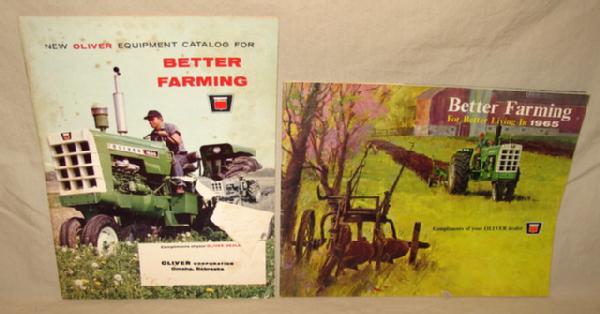 NEW OLIVER EQUIPMENT CATALOG FOR
BETTER
FARMING
OLIVER
Compliments of your OLIVER DEALE
OLIVER CORPORATION
Omaha, Nebraska
Better Farming
For Better Living In 1965
Compliments of your OLIVER dealer